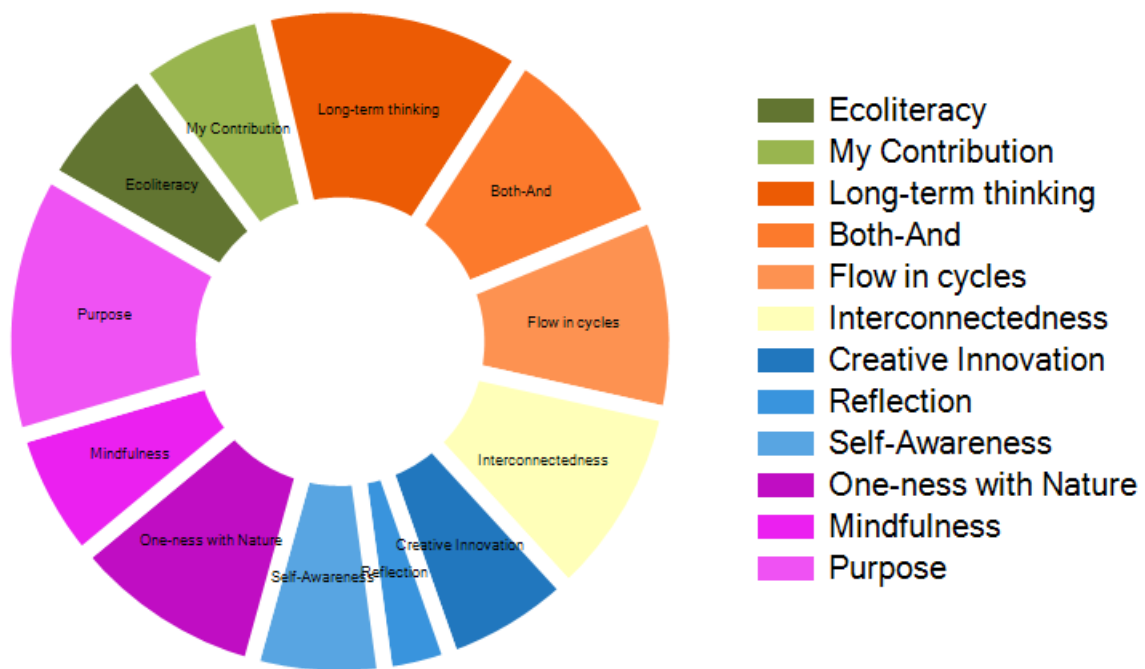 Long-term thinking
My Contribution
Ecoliteracy
Both-And
Purpose
Flow in cycles
Mindfulness
Interconnectedness
One-ness with Nature
Self-Awareness
Reflection
Creative Innovation
Ecoliteracy
My Contribution
Long-term thinking
Both-And
Flow in cycles
Interconnectedness
Creative Innovation
Reflection
Self-Awareness
One-ness with Nature
Mindfulness
Purpose